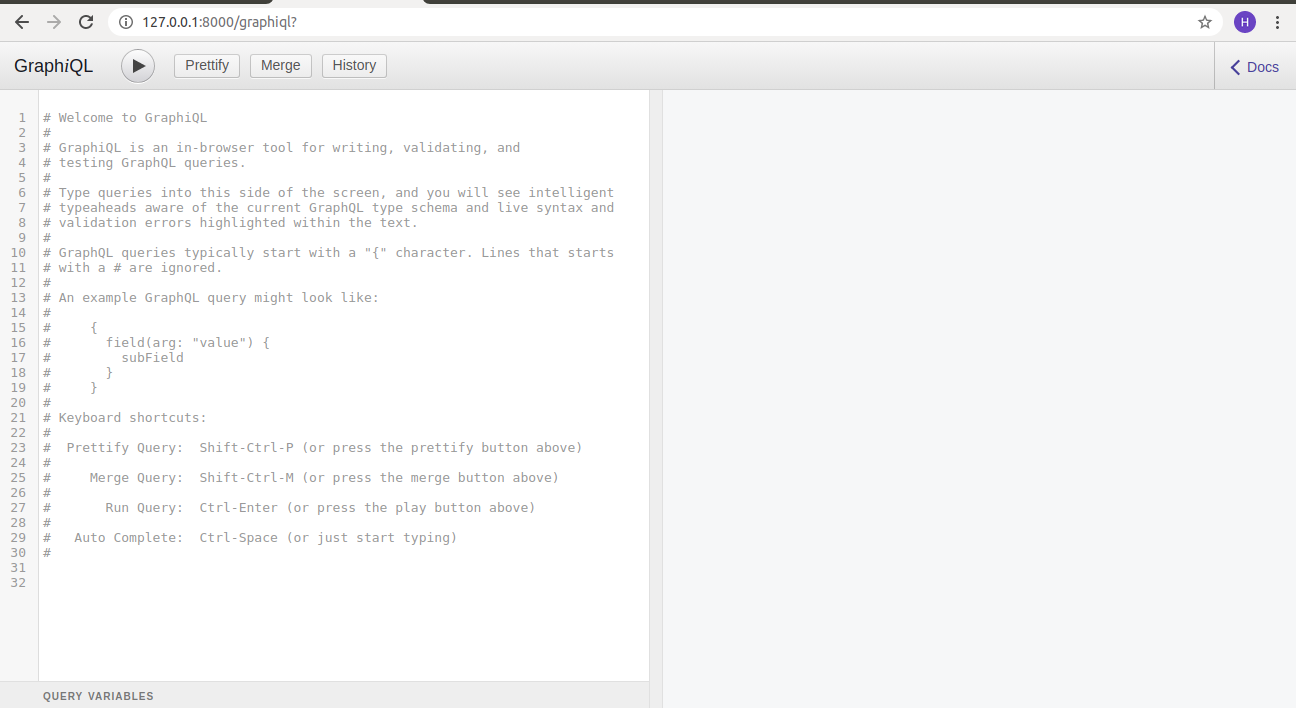 127.0.0.1:8000/graphiql?
H
GraphiQL
Prettify
Merge
History
Docs
1 # Welcome to GraphiQL
2 #
3 # GraphiQL is an in-browser tool for writing, validating, and
4 # testing GraphQL queries.
5 #
6 # Type queries into this side of the screen, and you will see intelligent
7 # typeaheads aware of the current GraphQL type schema and live syntax and
8 # validation errors highlighted within the text.
9 #
10 # GraphQL queries typically start with a "{" character. Lines that starts
11 # with a # are ignored.
12 #
13 # An example GraphQL query might look like:
14 #
15 #     {
16 #       field(arg: "value") {
17 #         subField
18 #       }
19 #     }
20 #
21 # Keyboard shortcuts:
22 #
23 #  Prettify Query:  Shift-Ctrl-P (or press the prettify button above)
24 #
25 #     Merge Query:  Shift-Ctrl-M (or press the merge button above)
26 #
27 #       Run Query:  Ctrl-Enter (or press the play button above)
28 #
29 #   Auto Complete:  Ctrl-Space (or just start typing)
30 #
31
32
QUERY VARIABLES